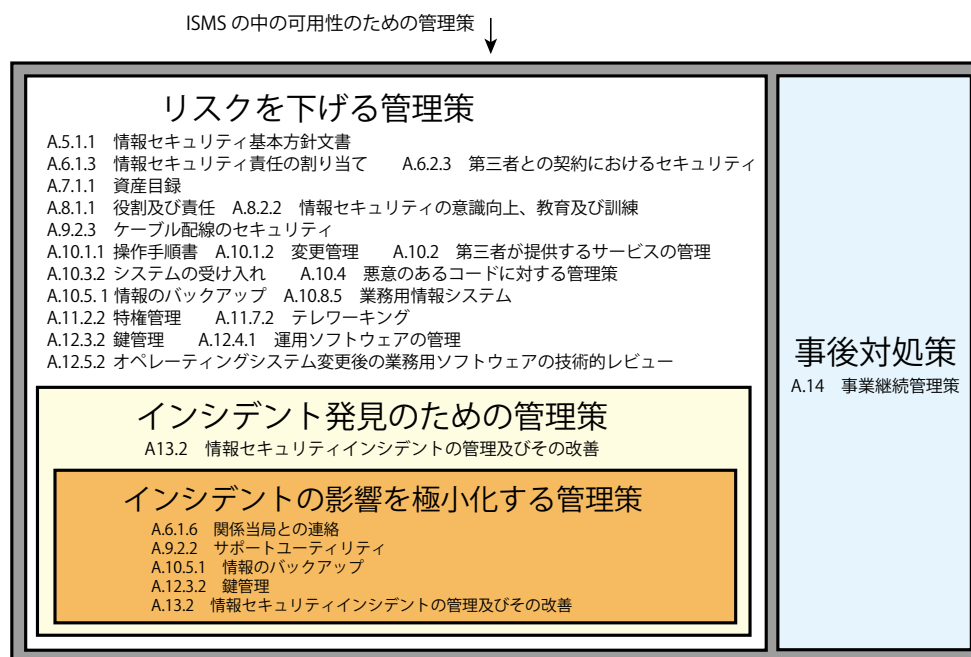 ISMS の中の可用性のための管理策
リスクを下げる管理策
A.5.1.1 情報セキュリティ基本方針文書
A.6.1.3 情報セキュリティ責任の割り当て A.6.2.3 第三者との契約におけるセキュリティ
A.7.1.1 資産目録
A.8.1.1 役割及び責任 A.8.2.2 情報セキュリティの意識向上、教育及び訓練
A.9.2.3 ケーブル配線のセキュリティ
A.10.1.1 操作手順書 A.10.1.2 変更管理 A.10.2 第三者が提供するサービスの管理
A.10.3.2 システムの受け入れ A.10.4 悪意のあるコードに対する管理策
A.10.5. 1 情報のバックアップ A.10.8.5 業務用情報システム
A.11.2.2 特権管理 A.11.7.2 テレワーキング
A.12.3.2 鍵管理 A.12.4.1 運用ソフトウェアの管理
A.12.5.2 オペレーティングシステム変更後の業務用ソフトウェアの技術的レビュー
インシデント発見のための管理策
A13.2 情報セキュリティインシデントの管理及びその改善
インシデントの影響を極小化する管理策
A.6.1.6 関係当局との連絡
A.9.2.2 サポートユーティリティ
A.10.5.1 情報のバックアップ
A.12.3.2 鍵管理
A.13.2 情報セキュリティインシデントの管理及びその改善
事後対処策
A.14 事業継続管理策